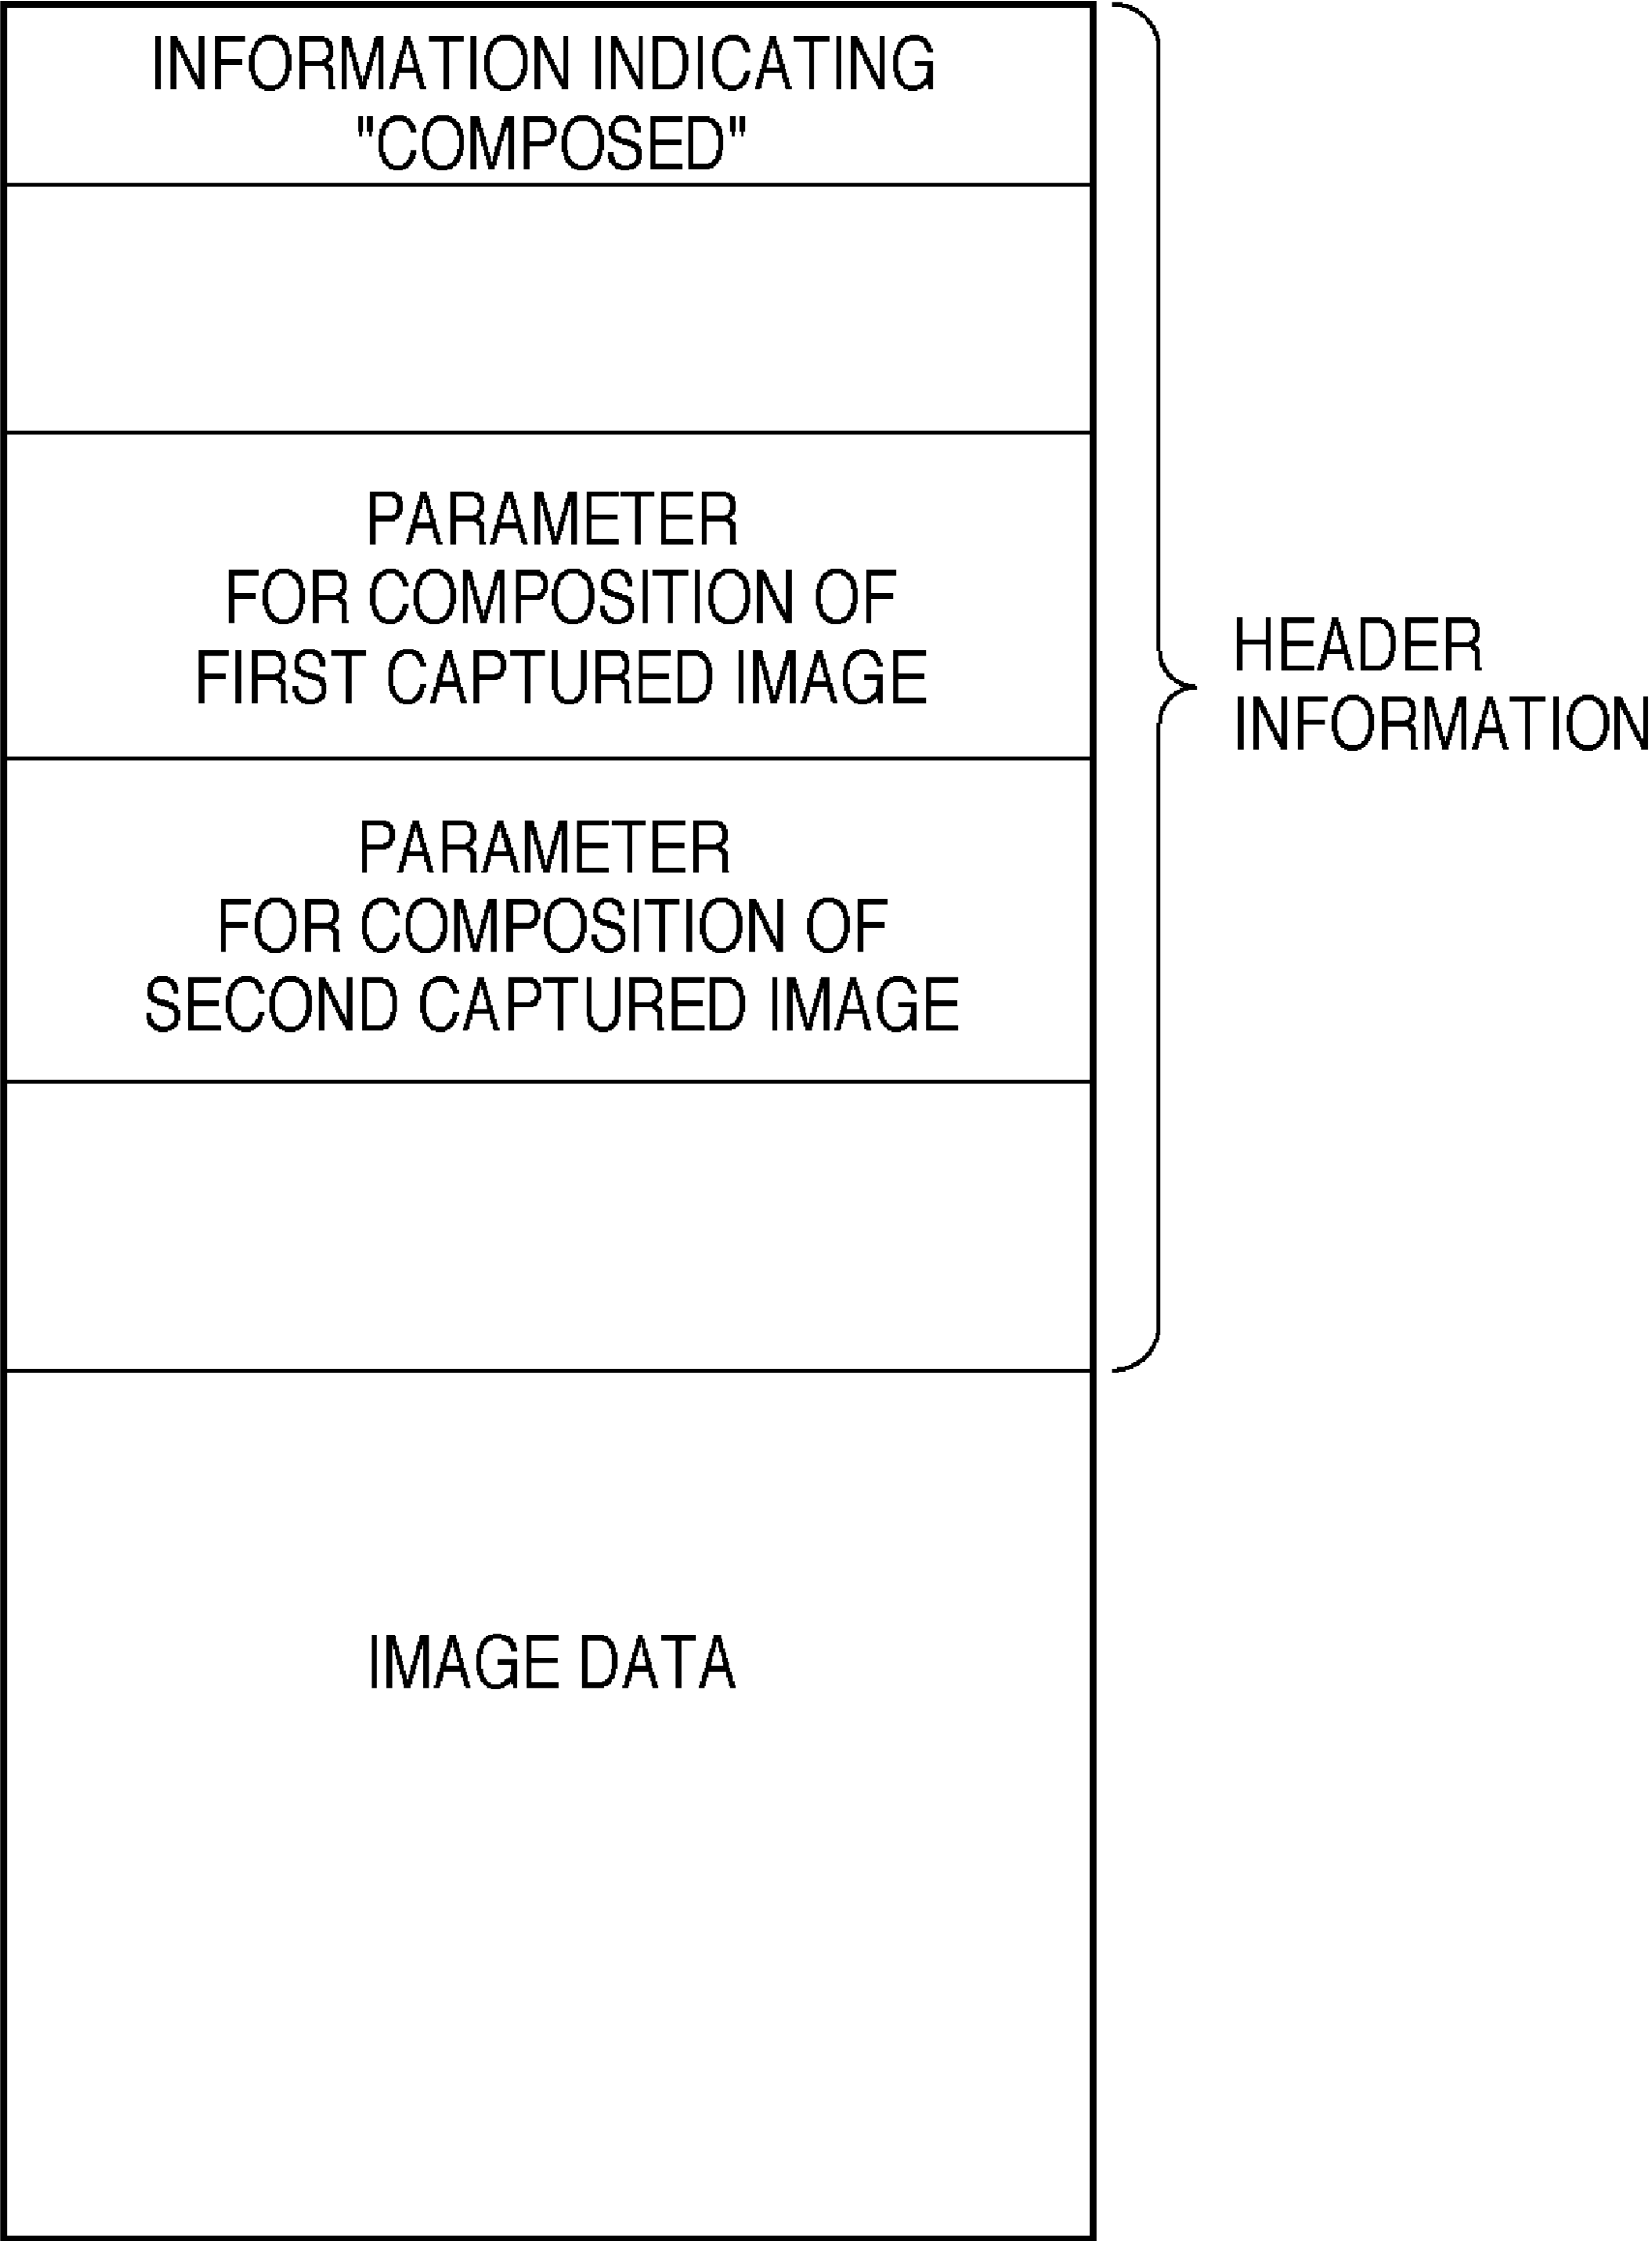 INFORMATION INDICATING
"COMPOSED"
PARAMETER
FOR COMPOSITION OF
FIRST CAPTURED IMAGE
HEADER
INFORMATION
PARAMETER
FOR COMPOSITION OF
SECOND CAPTURED IMAGE
IMAGE DATA